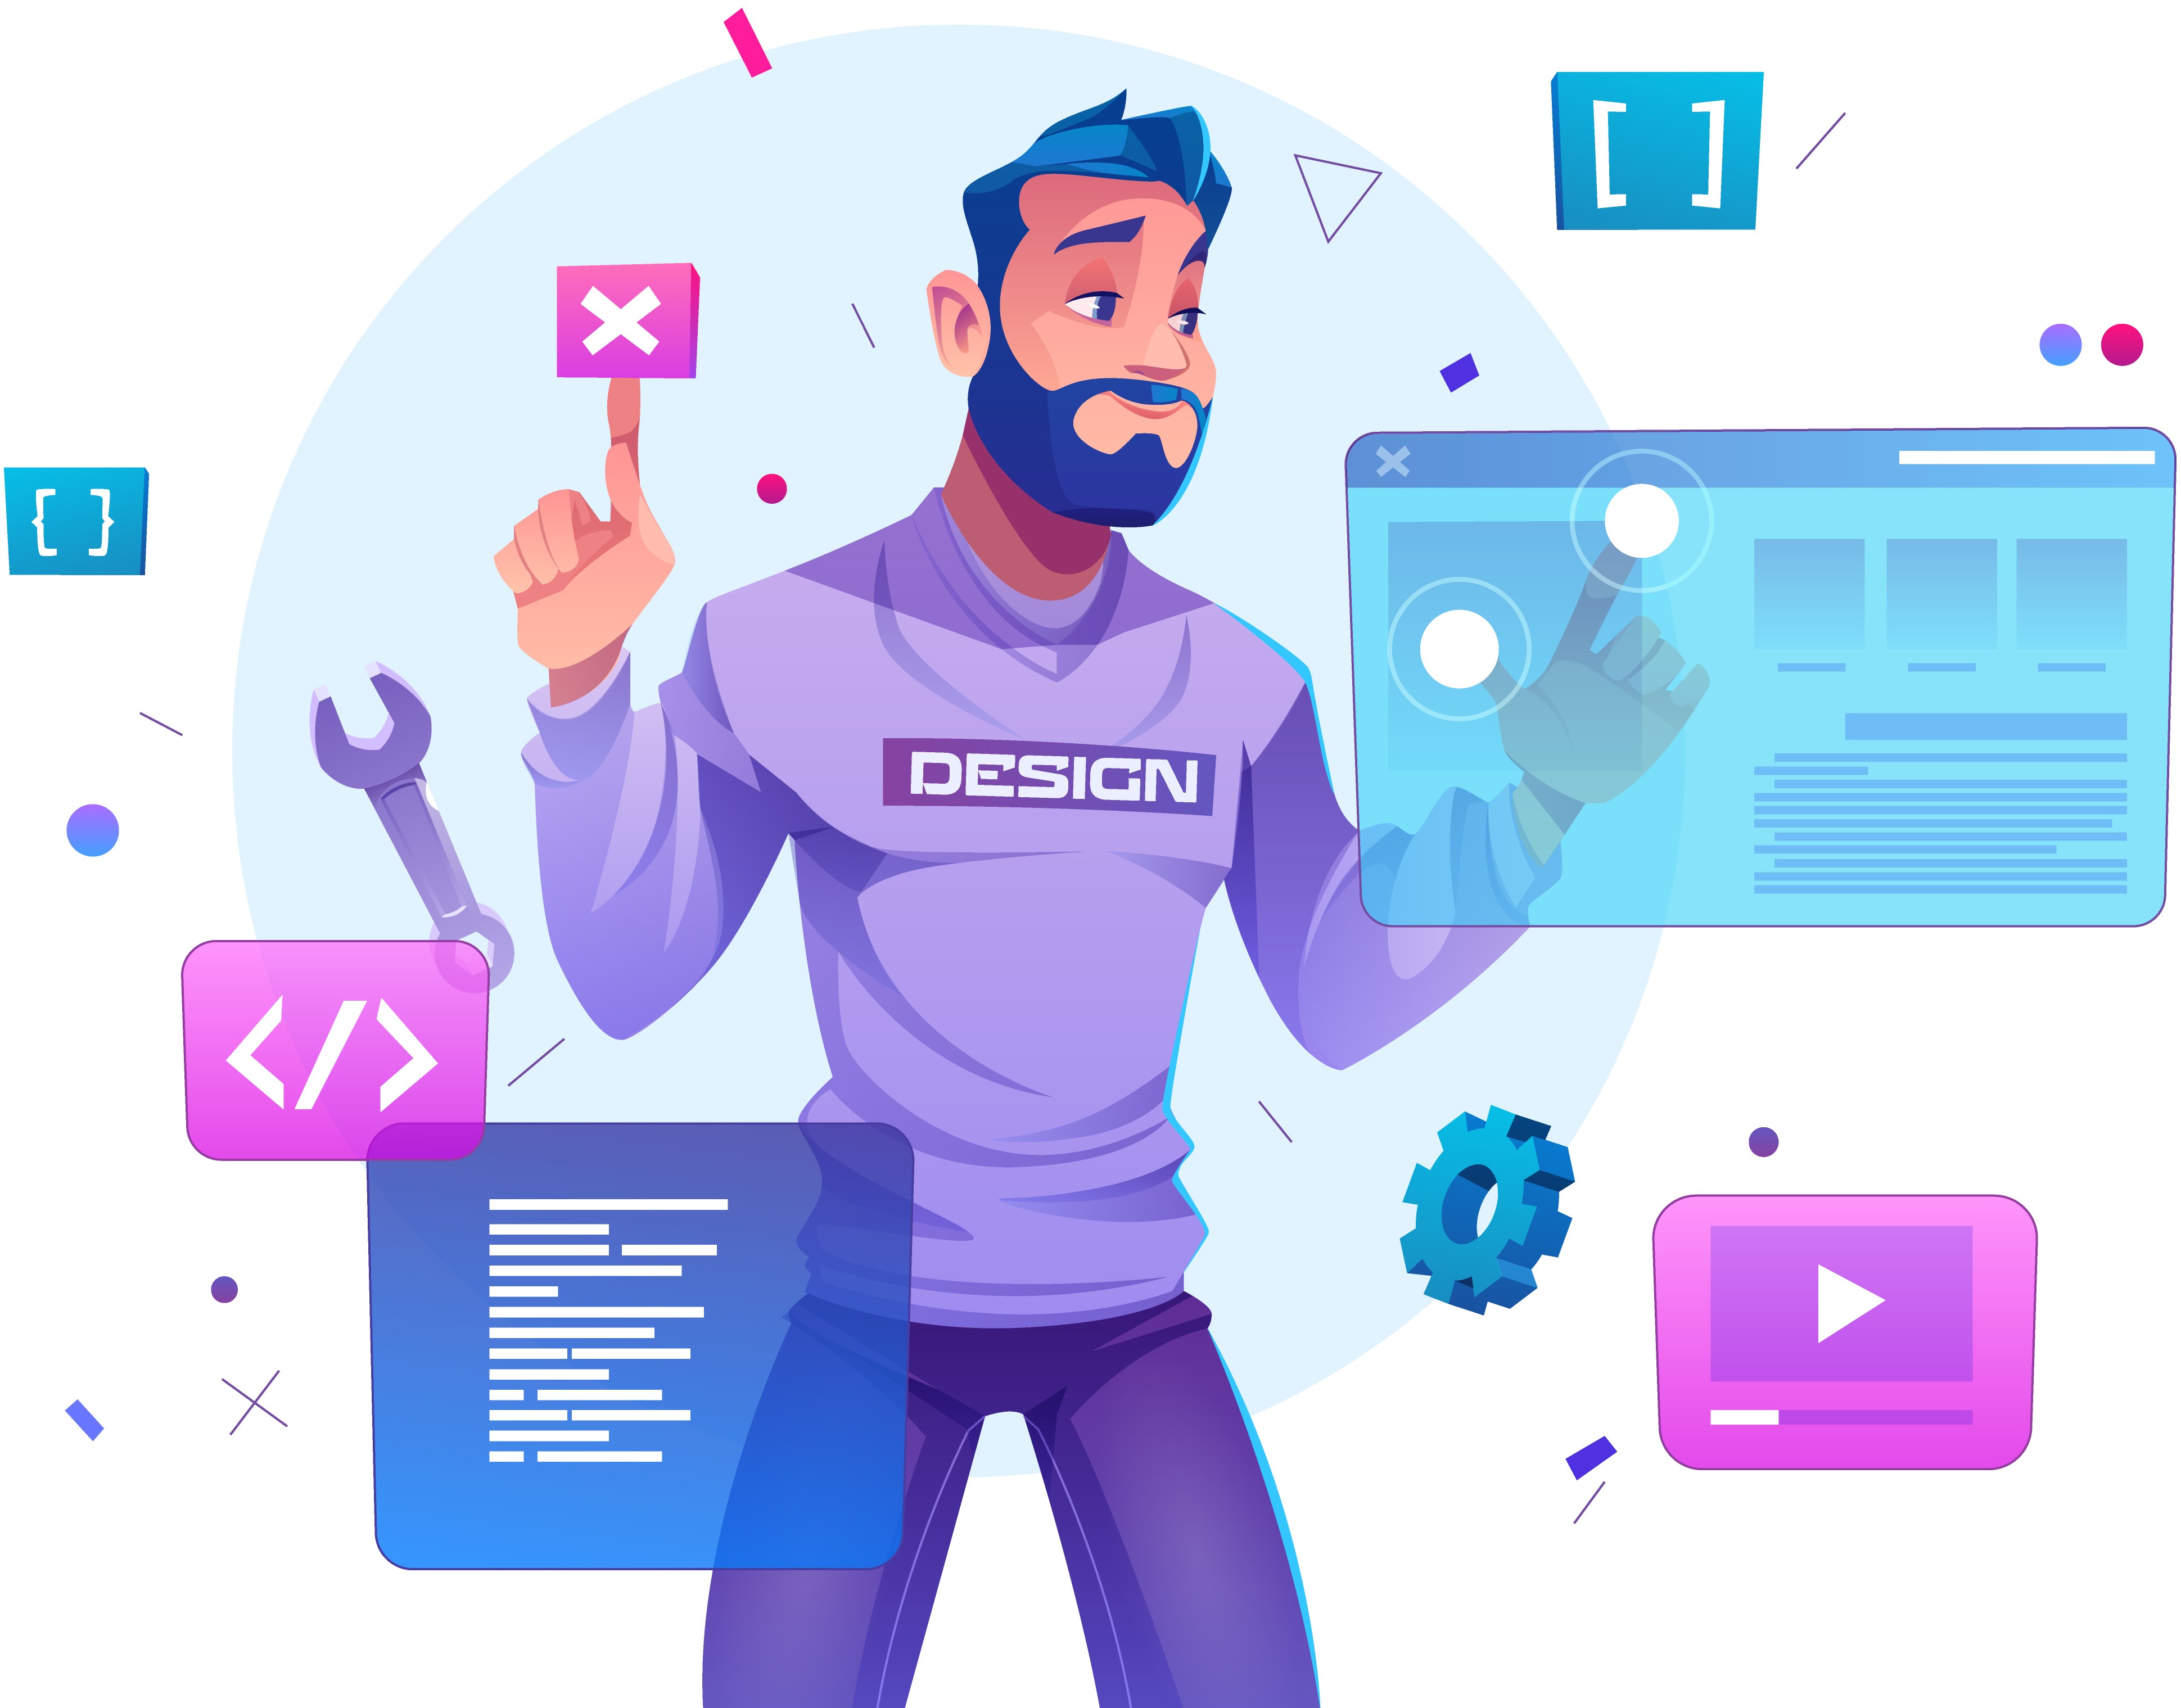 [ ]
{ }
DESIGN
</>